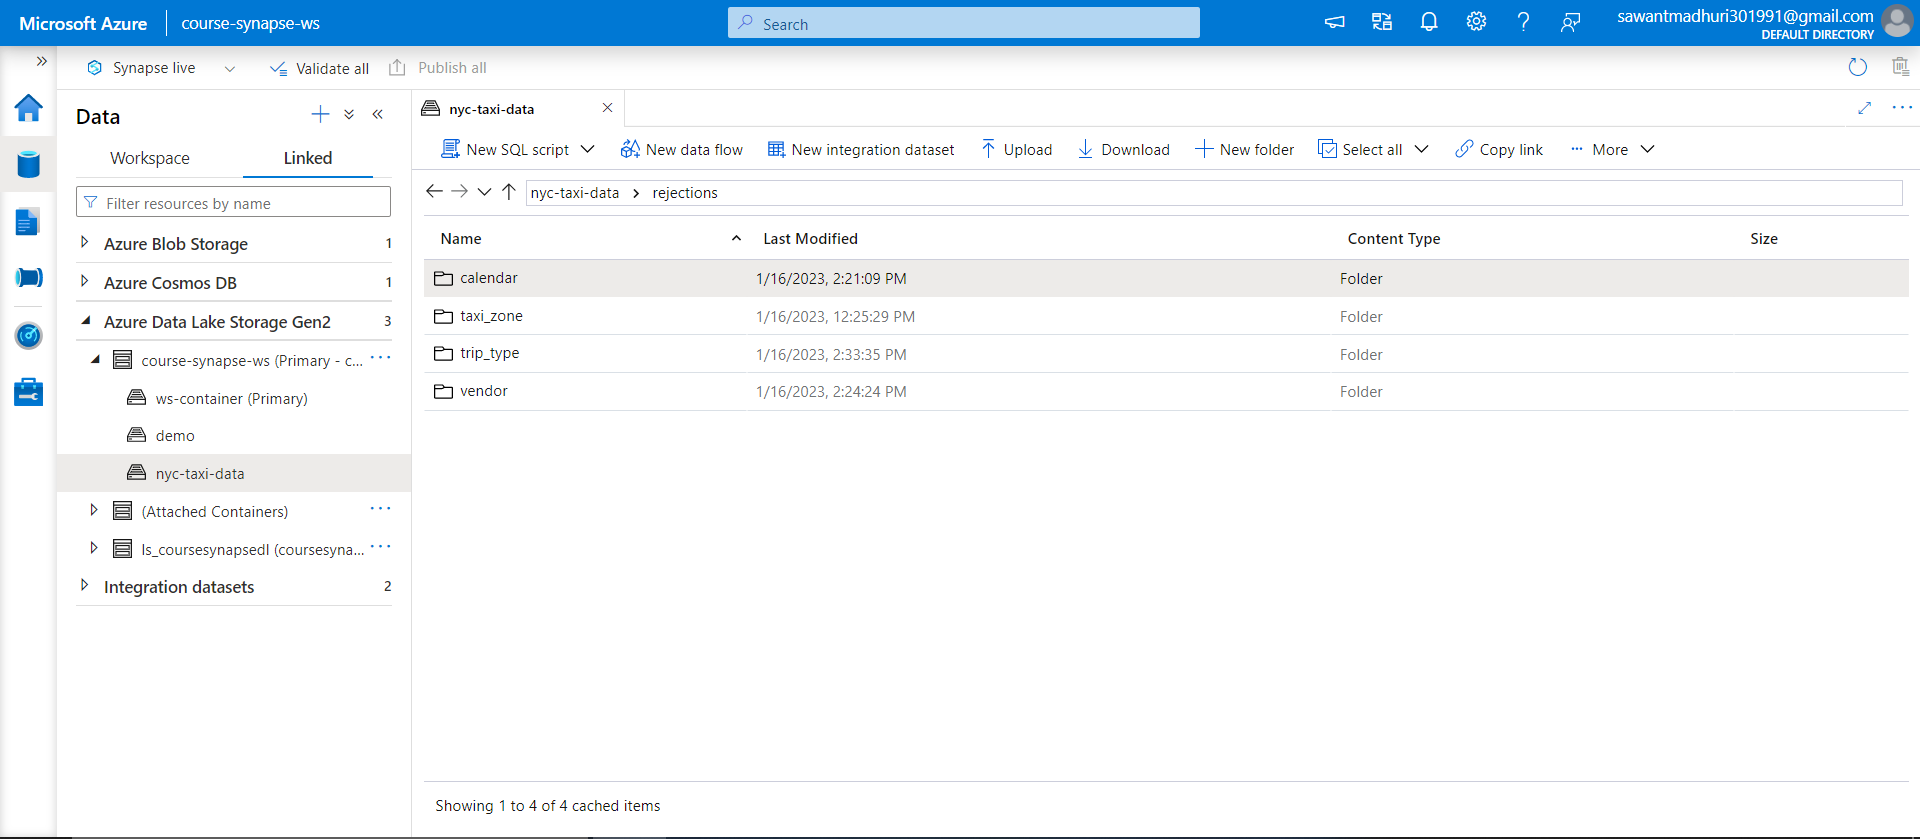 Microsoft Azure course-synapse-ws Search sawantmadhuri301991@gmail.com
DEFAULT DIRECTORY
Synapse live Validate all Publish all
Data
Workspace Linked
Filter resources by name
Azure Blob Storage 1
Azure Cosmos DB 1
Azure Data Lake Storage Gen2 3
course-synapse-ws (Primary - c...
ws-container (Primary)
demo
nyc-taxi-data
(Attached Containers)
ls_coursesynapsedl (coursesyna...
Integration datasets 2
nyc-taxi-data
New SQL script New data flow New integration dataset Upload Download New folder Select all Copy link More
nyc-taxi-data rejections
Name Last Modified Content Type Size
calendar 1/16/2023, 2:21:09 PM Folder
taxi_zone 1/16/2023, 12:25:29 PM Folder
trip_type 1/16/2023, 2:33:35 PM Folder
vendor 1/16/2023, 2:24:24 PM Folder
Showing 1 to 4 of 4 cached items